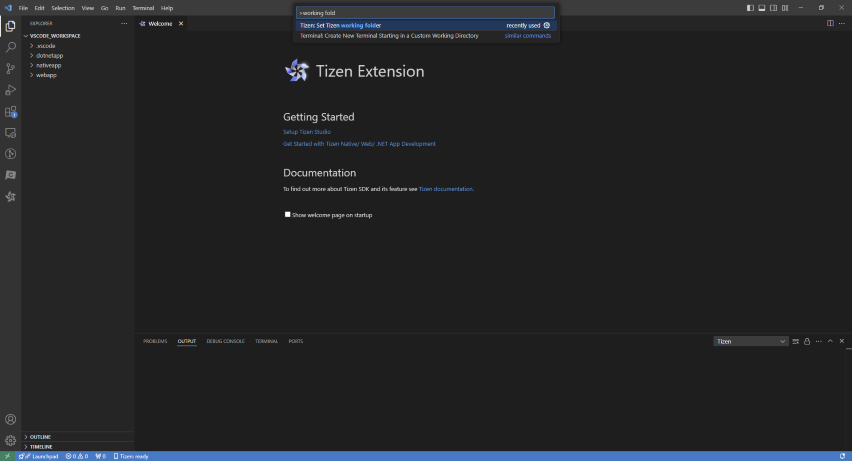 File Edit Selection View Go Run Terminal Help
>working fold
Tizen: Set Tizen working folder recently used
Terminal: Create New Terminal Starting in a Custom Working Directory similar commands
EXPLORER ···
Welcome
VSCODE_WORKSPACE
.vscode
dotnetapp
nativeapp
webapp
Tizen Extension
Getting Started
Setup Tizen Studio
Get Started with Tizen Native/ Web/ .NET App Development
Documentation
To find out more about Tizen SDK and its feature see Tizen documentation.
Show welcome page on startup
PROBLEMS OUTPUT DEBUG CONSOLE TERMINAL PORTS Tizen
OUTLINE
TIMELINE
Launchpad 0 0 0 Tizen: ready